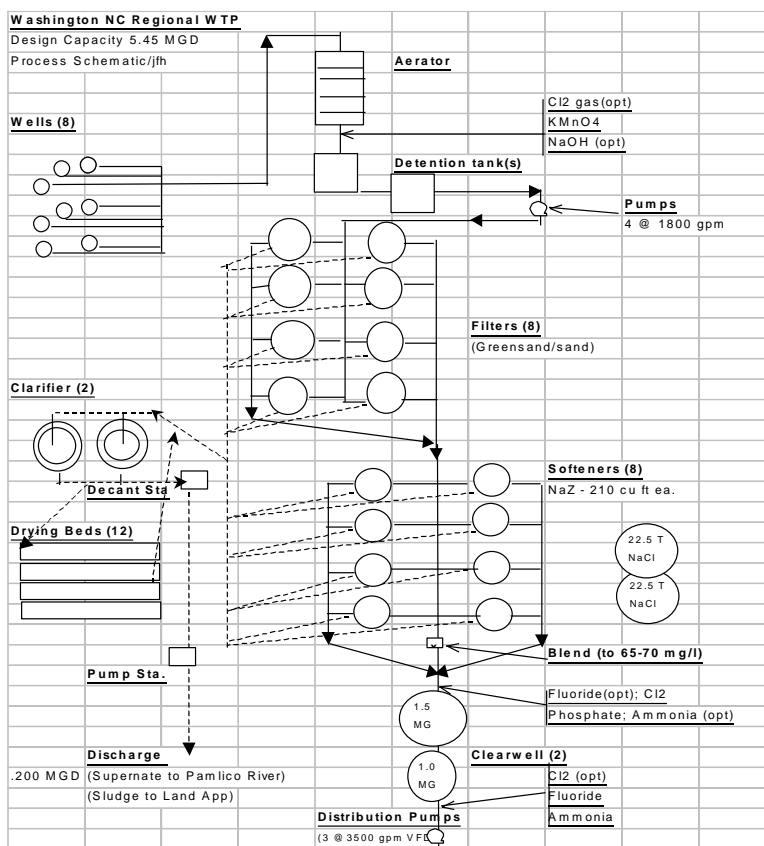 Washington NC Regional WTP
Design Capacity 5.45 MGD
Process Schematic/jfh
Aerator
Cl2 gas(opt)
KMnO4
NaOH (opt)
Wells (8)
Detention tank(s)
Pumps
4 @ 1800 gpm
Filters (8)
(Greensand/sand)
Clarifier (2)
Decant Sta
Softeners (8)
NaZ - 210 cu ft ea.
Drying Beds (12)
22.5 T
NaCl
22.5 T
NaCl
Blend (to 65-70 mg/l)
Pump Sta.
Fluoride(opt); Cl2
Phosphate; Ammonia (opt)
1.5
MG
Discharge
.200 MGD (Supernate to Pamlico River)
(Sludge to Land App)
Clearwell (2)
1.0
MG
Cl2 (opt)
Fluoride
Ammonia
Distribution Pumps
(3 @ 3500 gpm VFD